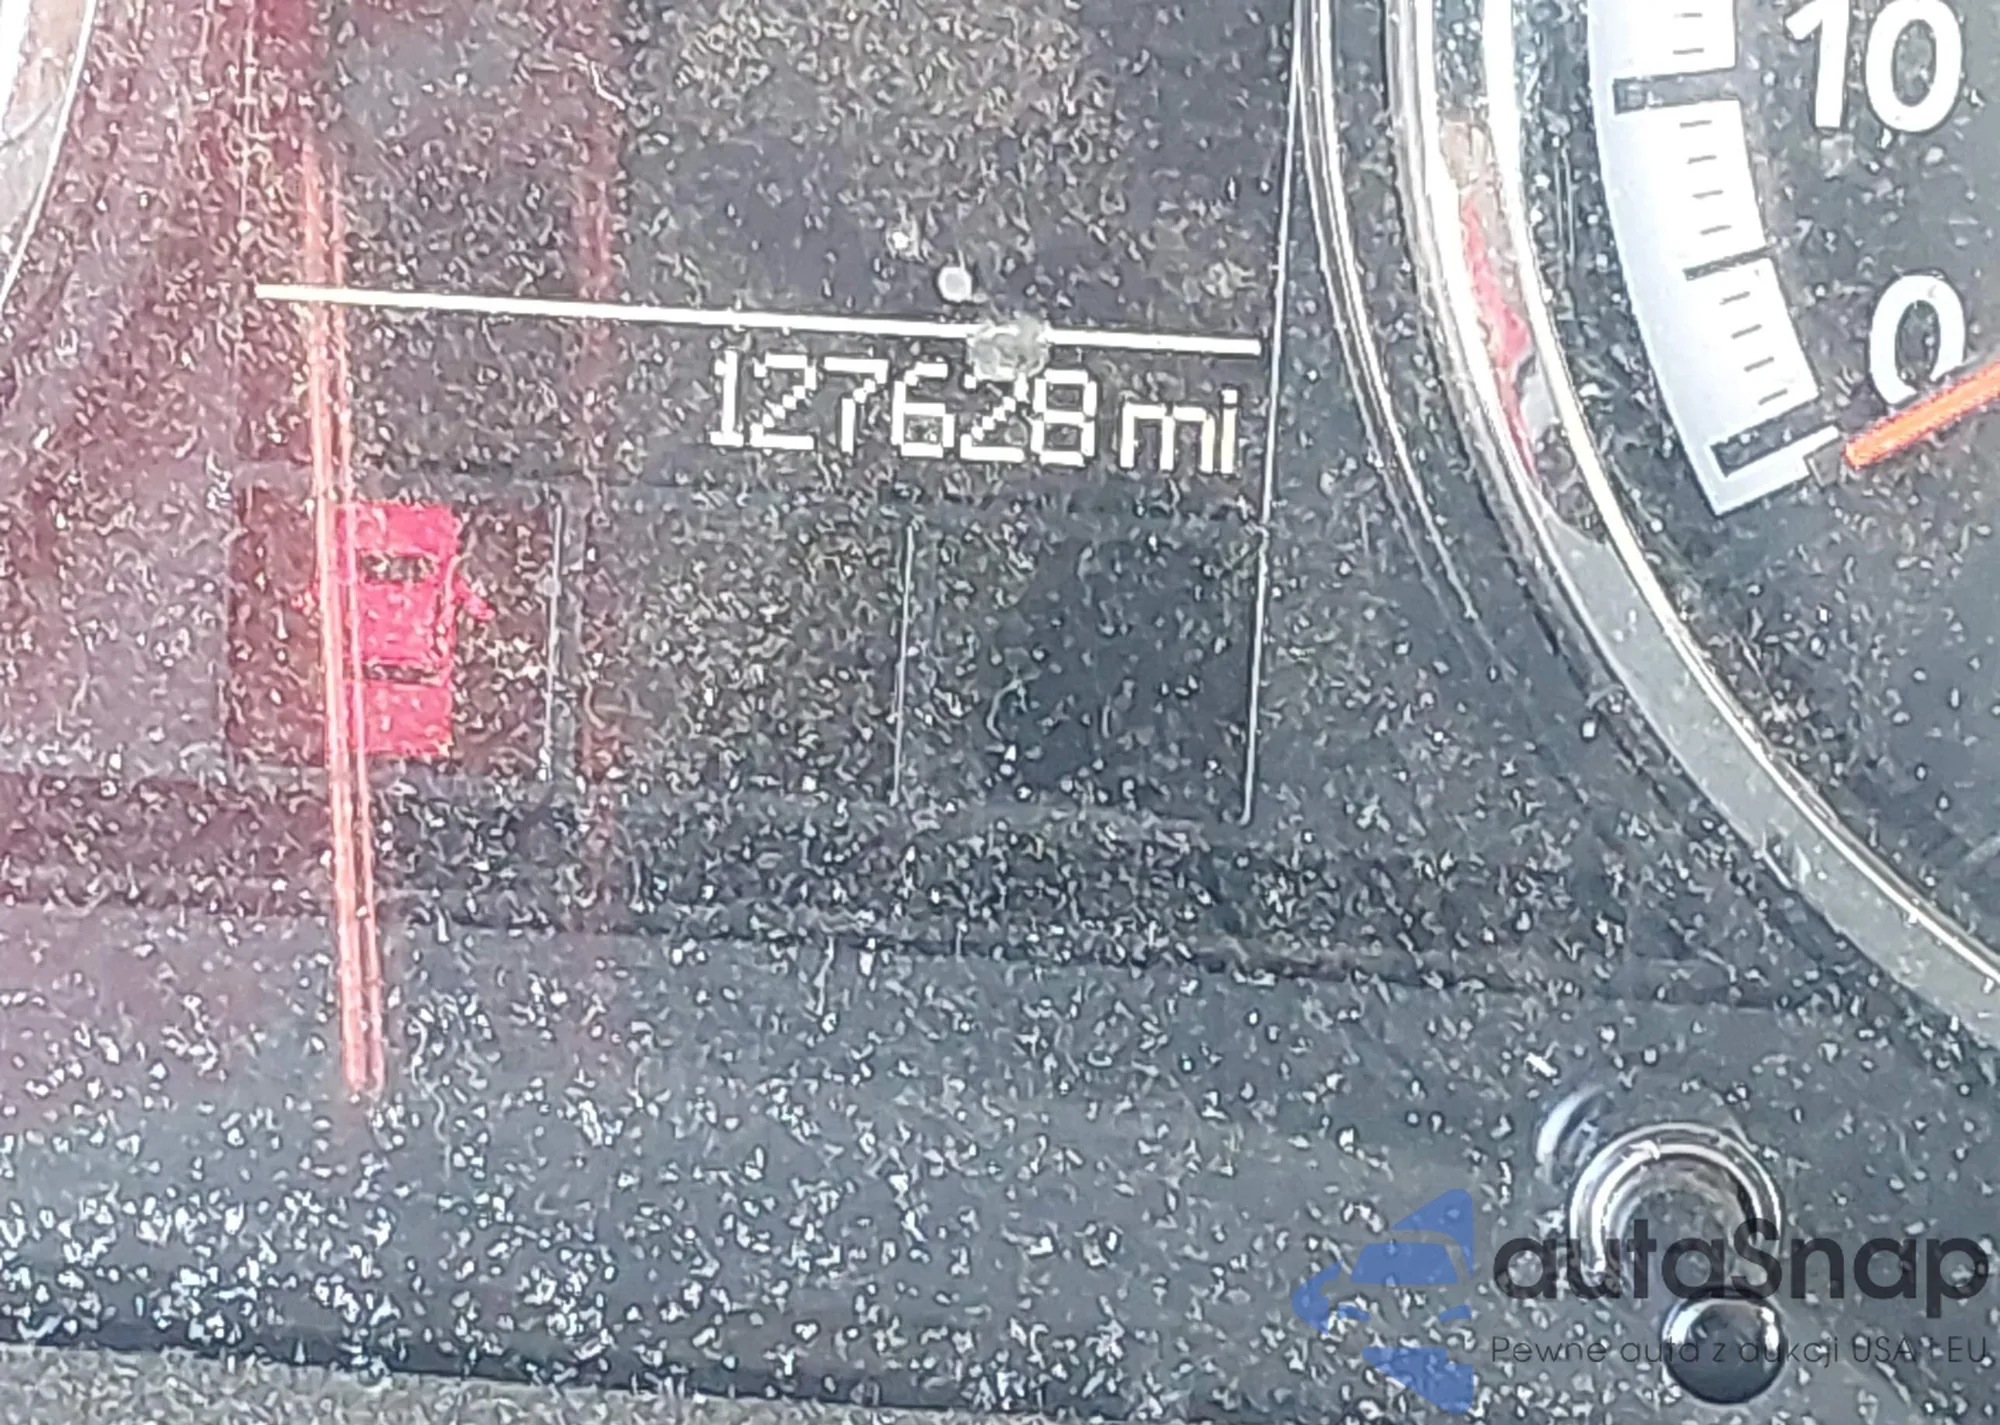 10
0
127628 mi
autaSnap
Pewne auta z aukcji USA i EU